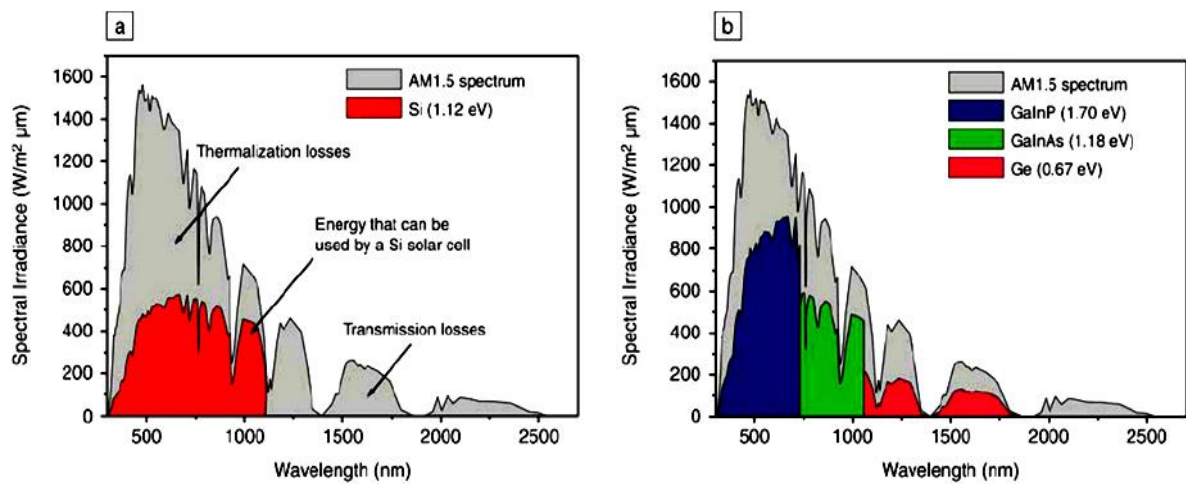 a
Spectral Irradiance (W/m² µm)
1600
1400
1200
1000
800
600
400
200
0
AM1.5 spectrum
Si (1.12 eV)
Thermalization losses
Energy that can be
used by a Si solar cell
Transmission losses
500
1000
1500
2000
2500
Wavelength (nm)
b
Spectral Irradiance (W/m² µm)
1600
1400
1200
1000
800
600
400
200
0
AM1.5 spectrum
GaInP (1.70 eV)
GaInAs (1.18 eV)
Ge (0.67 eV)
500
1000
1500
2000
2500
Wavelength (nm)